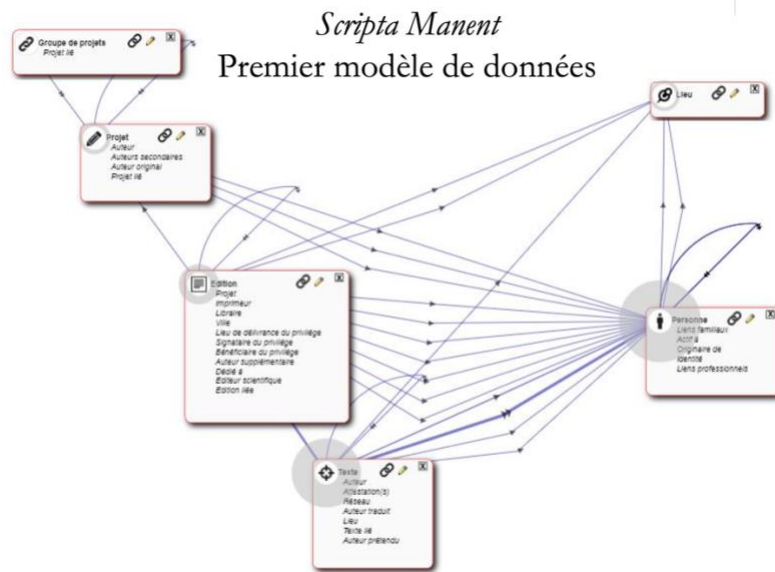 Scripta Manent
Premier modèle de données
Groupe de projets
Projet lié
X
Projet
X
Auteur
Auteurs secondaires
Auteur original
Projet lié
Lieu
X
Edition
X
Projet
Imprimeur
Libraire
Ville
Lieu de délivrance du privilège
Signataire du privilège
Bénéficiaire du privilège
Auteur supplémentaire
Dédié à
Editeur scientifique
Edition liée
Personne
X
Liens familiaux
Actif à
Originaire de
Identité
Liens professionnels
Texte
X
Auteur
Attestation(s)
Réseau
Auteur traduit
Lieu
Texte lié
Auteur prétendu